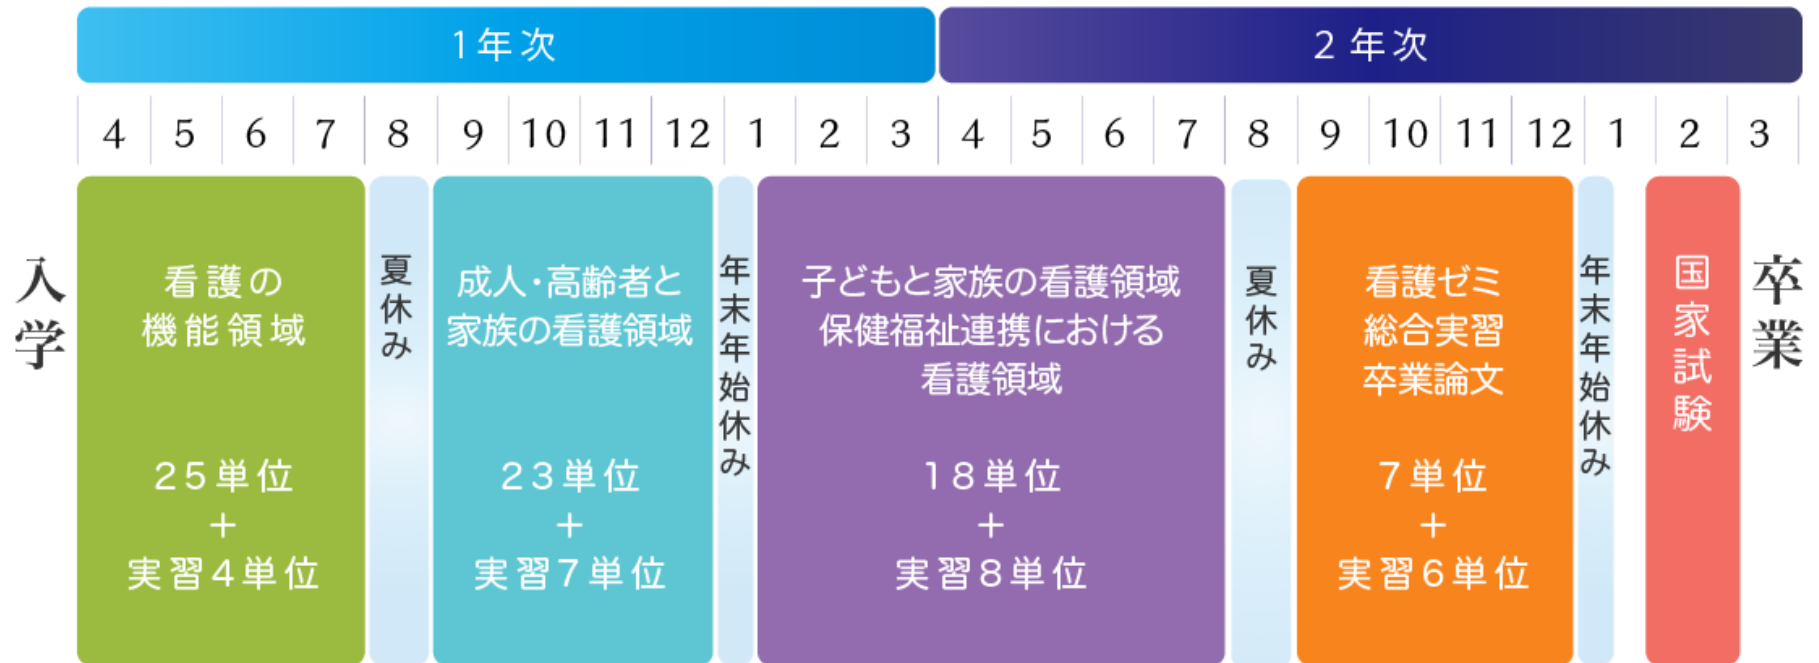 1年次
2年次
4 5 6 7 8 9 10 11 12 1 2 3 4 5 6 7 8 9 10 11 12 1 2 3
入学
看護の
機能領域
25単位
+
実習4単位
夏休み
成人・高齢者と
家族の看護領域
23単位
+
実習7単位
年末年始休み
子どもと家族の看護領域
保健福祉連携における
看護領域
18単位
+
実習8単位
夏休み
看護ゼミ
総合実習
卒業論文
7単位
+
実習6単位
年末年始休み
国家試験
卒業